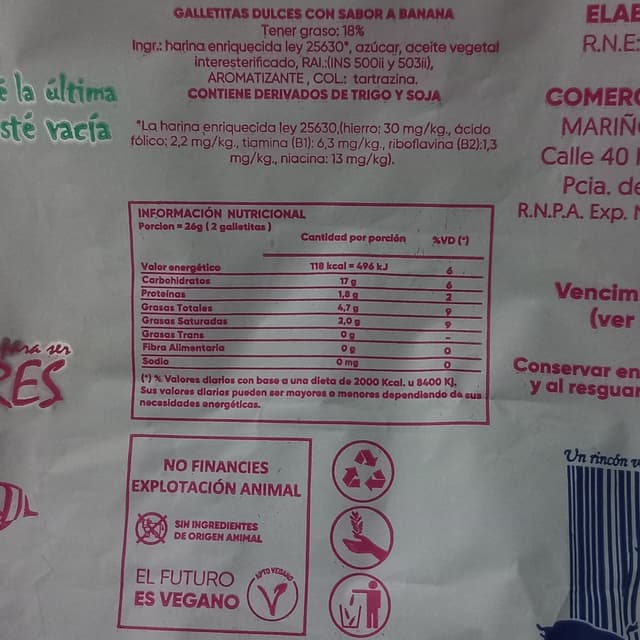 GALLETITAS DULCES CON SABOR A BANANA
Tener graso: 18%
Ingr.: harina enriquecida ley 25630*, azúcar, aceite vegetal
interesterificado, RAI.:(INS 500ii y 503ii),
AROMATIZANTE, COL.: tartrazina.
CONTIENE DERIVADOS DE TRIGO Y SOJA
*La harina enriquecida ley 25630,(hierro: 30 mg/kg., ácido
fólico: 2,2 mg/kg., tiamina (B1): 6,3 mg/kg., riboflavina (B2):1,3
mg/kg., niacina: 13 mg/kg).
la última
vacía
INFORMACIÓN NUTRICIONAL
Porcion = 26g ( 2 galletitas )
Cantidad por porción %VD (*)
Valor energético 118 kcal = 496 kJ 6
Carbohidratos 17 g 6
Proteínas 1,8 g 2
Grasas Totales 4,7 g 9
Grasas Saturadas 2,0 g 9
Grasas Trans 0 g -
Fibra Alimentaria 0 g 0
Sodio 0 mg 0
(*) % Valores diarios con base a una dieta de 2000 Kcal. u 8400 Kj.
Sus valores diarios pueden ser mayores o menores dependiendo de sus
necesidades energéticas.
para ser
RES
NO FINANCIES
EXPLOTACIÓN ANIMAL
SIN INGREDIENTES
DE ORIGEN ANIMAL
EL FUTURO
ES VEGANO
APTO VEGANO
ELAB
R.N.E:
COMERC
MARIÑ
Calle 40
Pcia. de
R.N.P.A. Exp.
Vencim
(ver
Conservar en
y al resguar
Un rincón